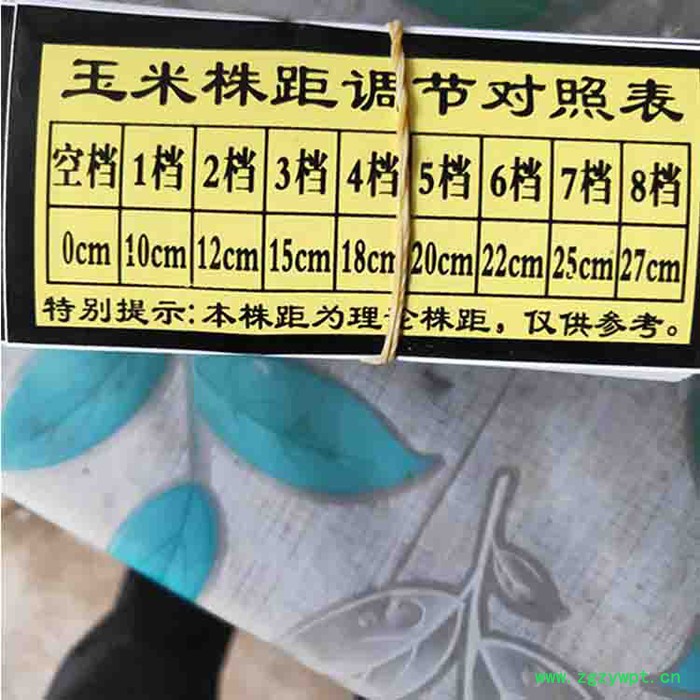 玉米株距调节对照表
空档 1档 2档 3档 4档 5档 6档 7档 8档
0cm 10cm 12cm 15cm 18cm 20cm 22cm 25cm 27cm
特别提示:本株距为理论株距，仅供参考。
www.zgzywpt.cn